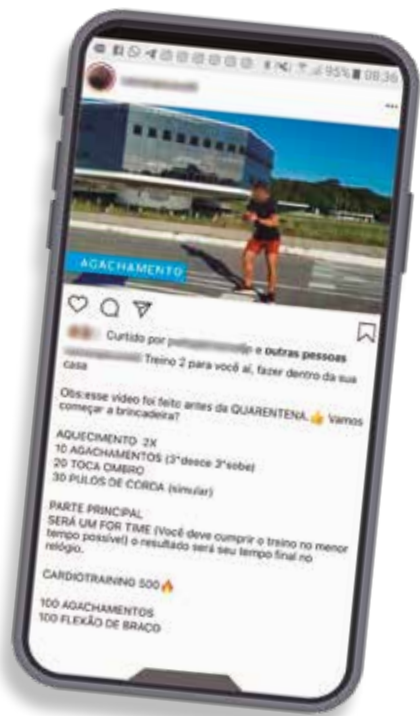 95% 08:36
AGACHAMENTO
Curtido por e outras pessoas
Treino 2 para você aí, fazer dentro da sua
casa
Obs:esse vídeo foi feito antes da QUARENTENA.👍 Vamos
começar a brincadeira?
AQUECIMENTO 2X
10 AGACHAMENTOS (3"desce 3"sobe)
20 TOCA OMBRO
30 PULOS DE CORDA (simular)
PARTE PRINCIPAL
SERÁ UM FOR TIME (Você deve cumprir o treino no menor
tempo possível) o resultado será seu tempo final no
relógio.
CARDIOTRAINING 500🔥
100 AGACHAMENTOS
100 FLEXÃO DE BRAÇO